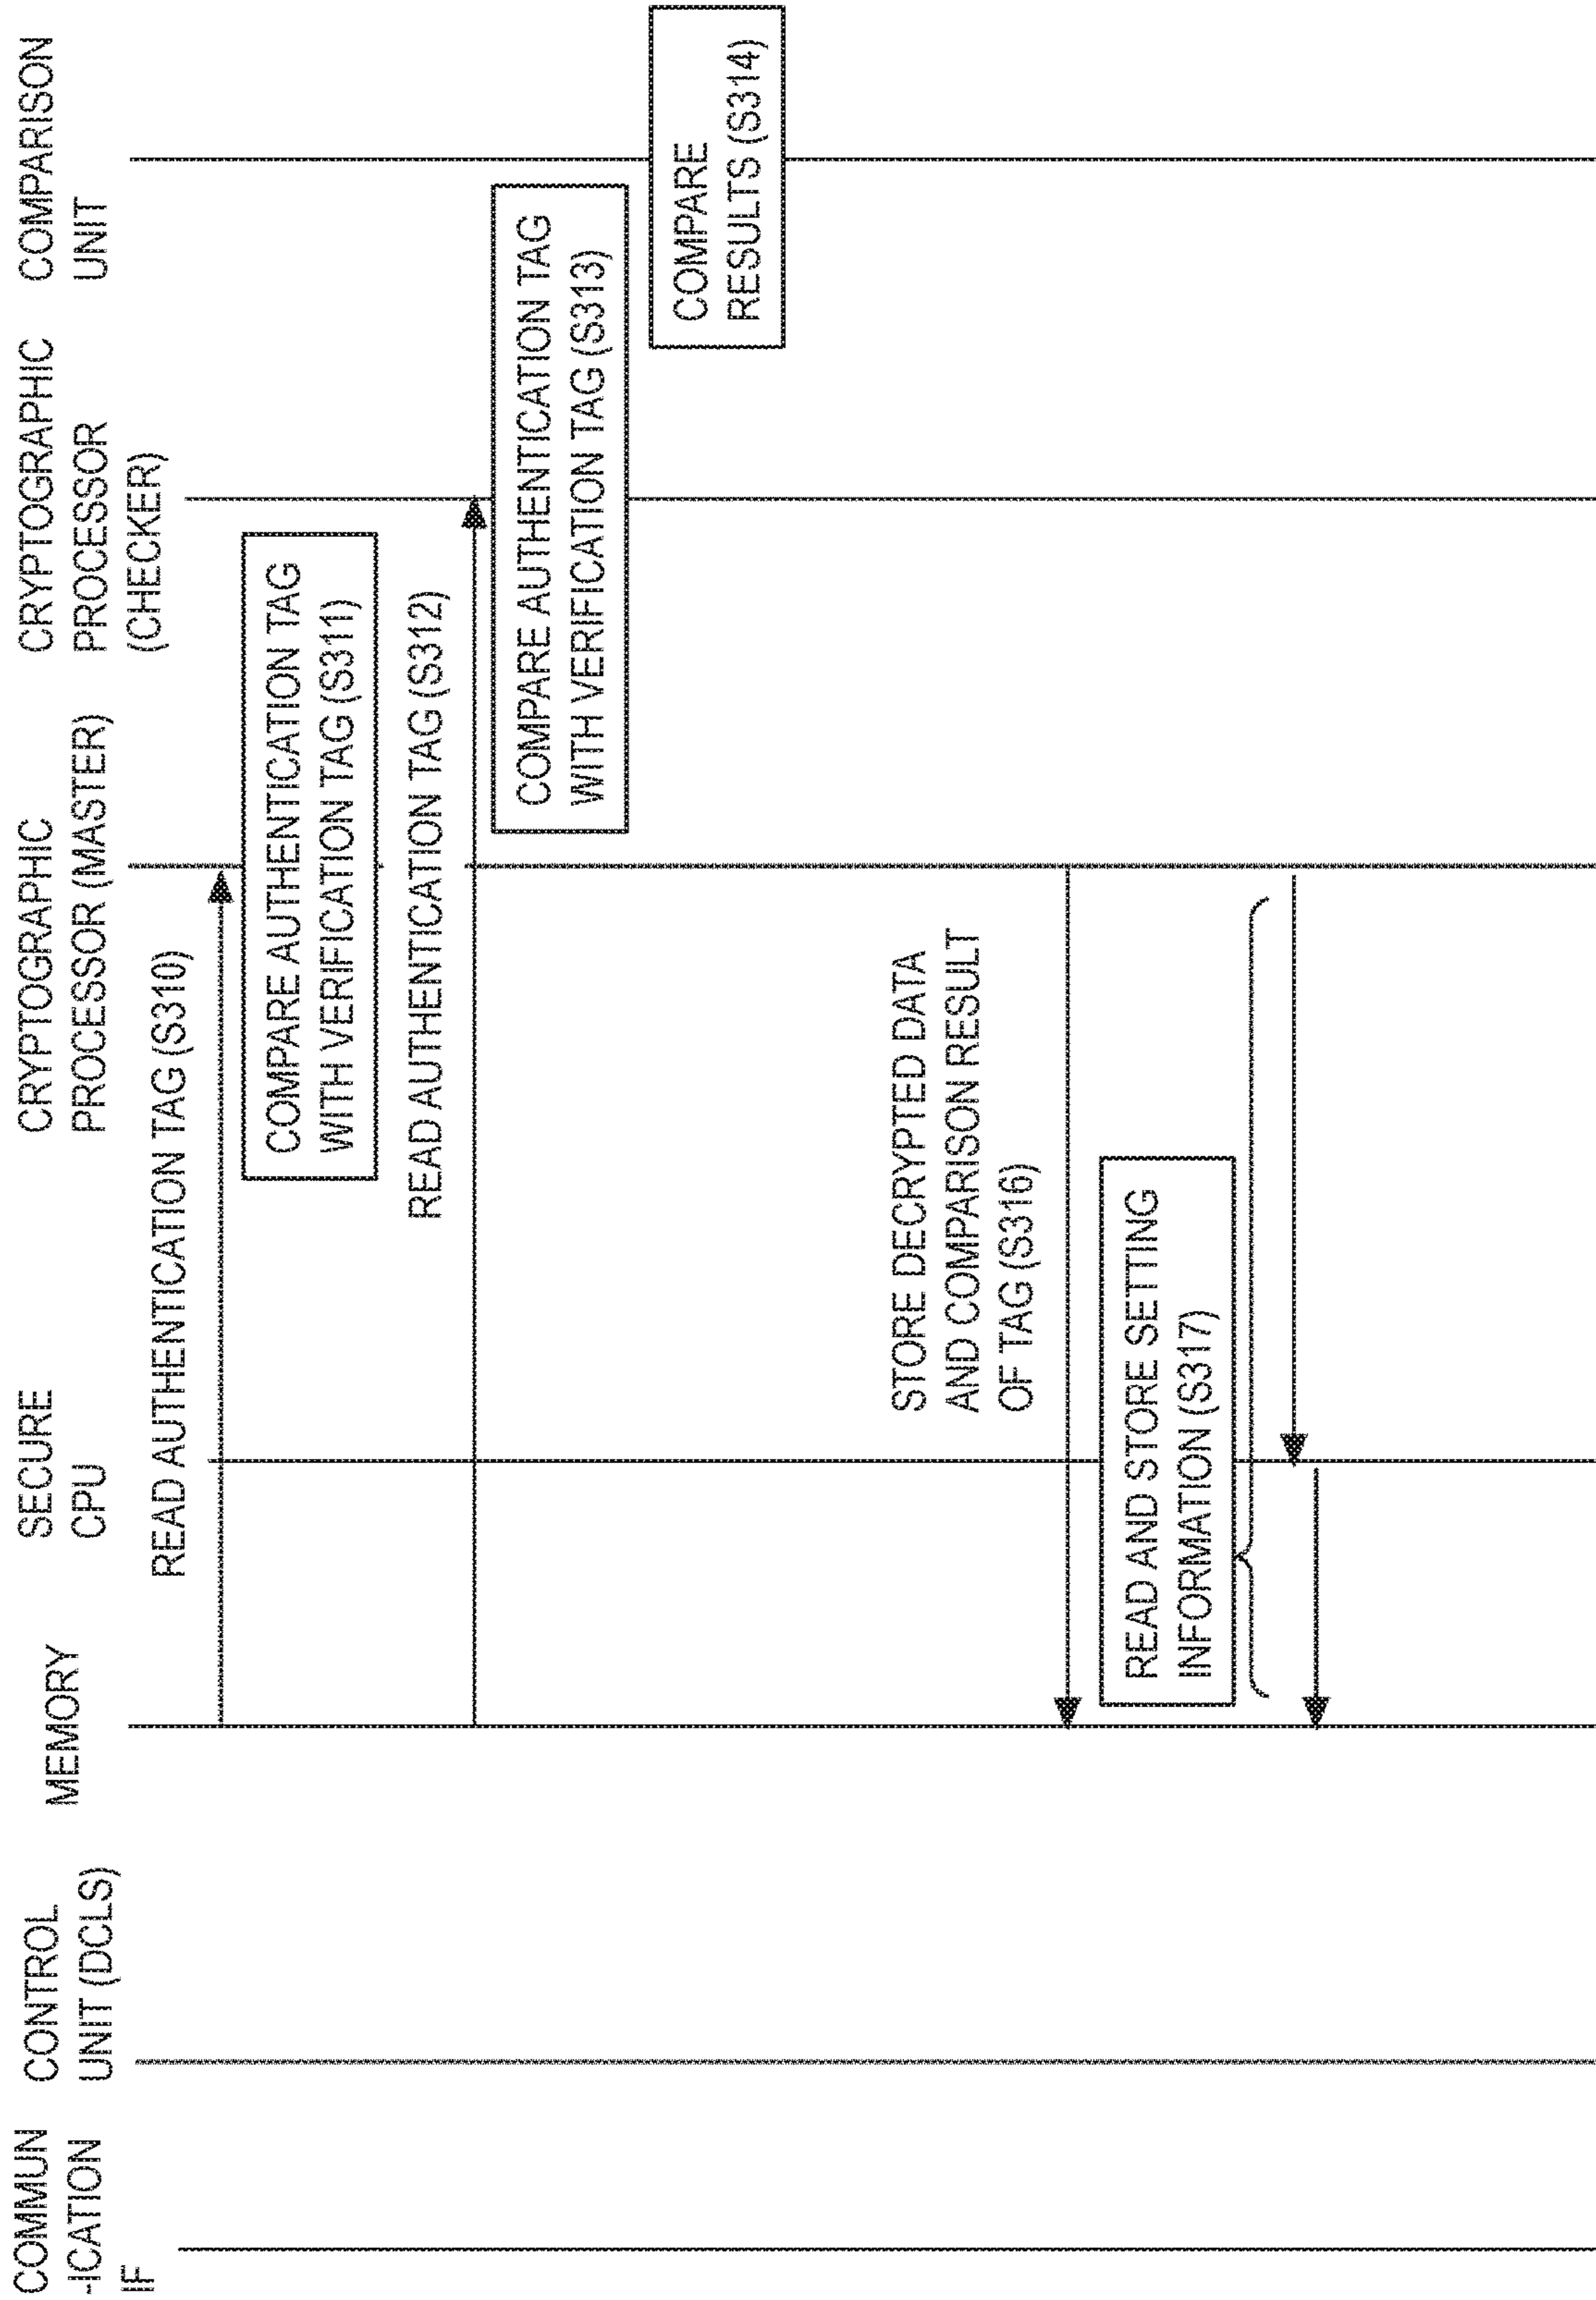 COMMUN
-ICATION
IF
CONTROL
UNIT (DCLS)
MEMORY
SECURE
CPU
CRYPTOGRAPHIC
PROCESSOR (MASTER)
CRYPTOGRAPHIC
PROCESSOR
(CHECKER)
COMPARISON
UNIT
READ AUTHENTICATION TAG (S310)
COMPARE AUTHENTICATION TAG
WITH VERIFICATION TAG (S311)
READ AUTHENTICATION TAG (S312)
COMPARE AUTHENTICATION TAG
WITH VERIFICATION TAG (S313)
COMPARE
RESULTS (S314)
STORE DECRYPTED DATA
AND COMPARISON RESULT
OF TAG (S316)
READ AND STORE SETTING
INFORMATION (S317)